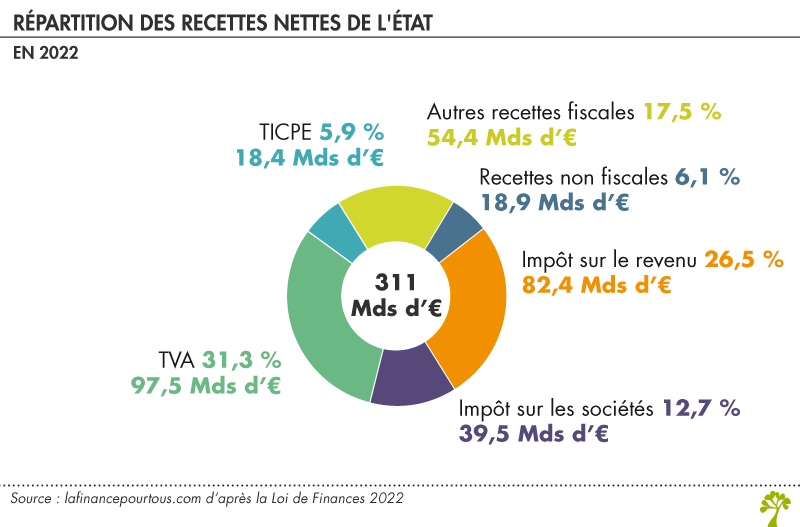 RÉPARTITION DES RECETTES NETTES DE L'ÉTAT
EN 2022
Autres recettes fiscales 17,5 %
54,4 Mds d’€
TICPE 5,9 %
18,4 Mds d’€
Recettes non fiscales 6,1 %
18,9 Mds d’€
Impôt sur le revenu 26,5 %
82,4 Mds d’€
311
Mds d’€
TVA 31,3 %
97,5 Mds d’€
Impôt sur les sociétés 12,7 %
39,5 Mds d’€
Source : lafinancepourtous.com d’après la Loi de Finances 2022